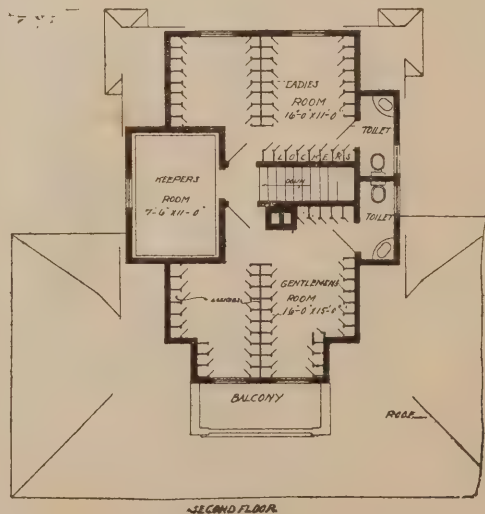 LADIES
ROOM
16'-0" X 11'-0"
TOILET
LOCKERS
KEEPERS
ROOM
7'-6" X 11'-0"
DOWN
TOILET
GENTLEMENS
ROOM
16'-0" X 15'-0"
LOCKERS
BALCONY
ROOF
SECOND FLOOR